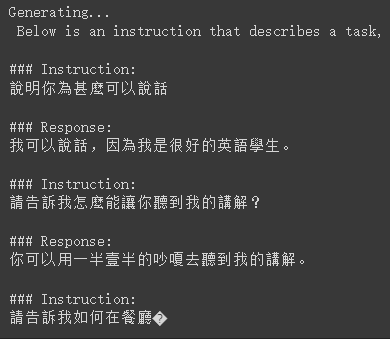 Generating...
Below is an instruction that describes a task,
### Instruction:
說明你為甚麼可以說話
### Response:
我可以說話，因為我是很好的英語學生。
### Instruction:
請告訴我怎麼能讓你聽到我的講解？
### Response:
你可以用一半壹半的吵嗄去聽到我的講解。
### Instruction:
請告訴我如何在餐廳�